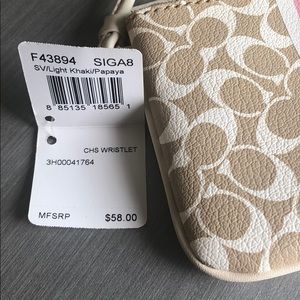 F43894 SIGA8
SV/Light Khaki/Papaya
8 85135 18565 1
CHS WRISTLET
3H00041764
MFSRP $58.00